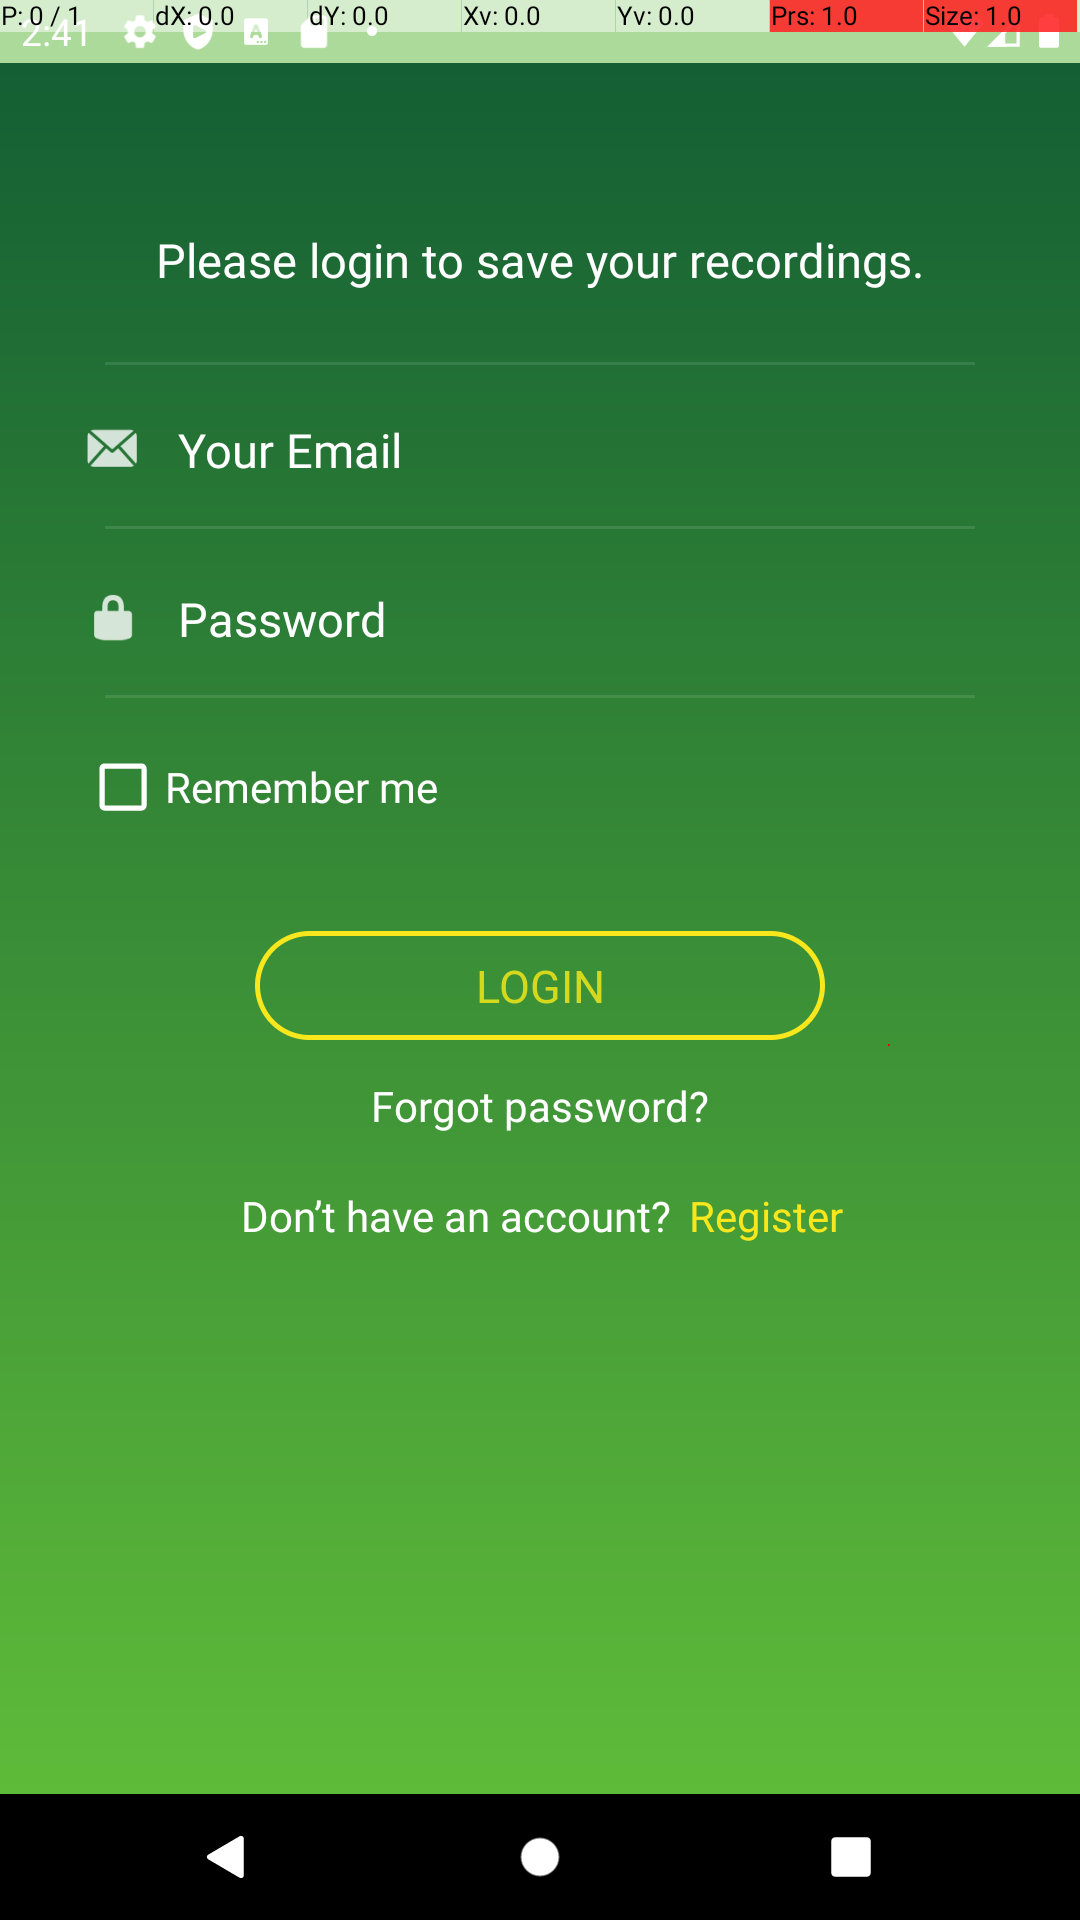 P: 0 / 1 dX: 0.0 dY: 0.0 Xv: 0.0 Yv: 0.0 Prs: 1.0 Size: 1.0
2:41
Please login to save your recordings.
Your Email
Password
Remember me
LOGIN
Forgot password?
Don’t have an account? Register